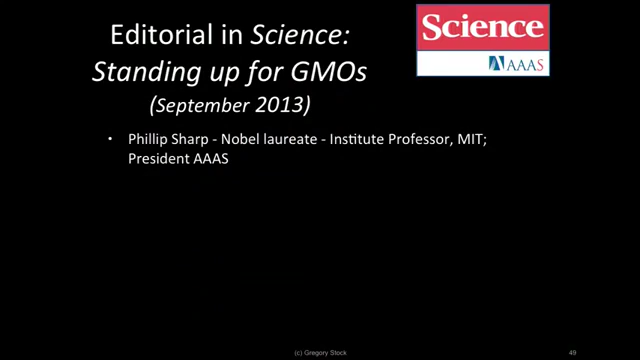 Editorial in Science:
Standing up for GMOs
(September 2013)
Science
AAAS
• Phillip Sharp - Nobel laureate - Institute Professor, MIT;
President AAAS
(c) Gregory Stock
49